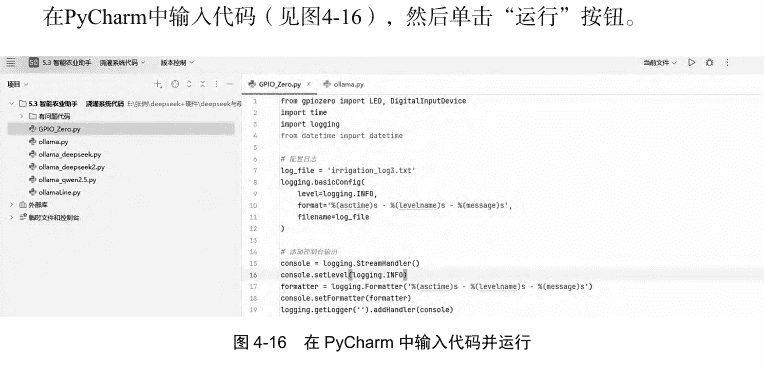 在PyCharm中输入代码（见图4-16），然后单击“运行”按钮。
5.3 智能农业助手 浇灌系统代码 版本控制 当前文件
项目
GPIO_Zero.py ollama.py
5.3 智能农业助手 浇灌系统代码
有问题代码
GPIO_Zero.py
ollama.py
ollama_deepseek.py
ollama_deepseek2.py
ollama_qwen2.5.py
ollamaLine.py
外部库
临时文件和控制台
1 from gpiozero import LED, DigitalInputDevice
2 import time
3 import logging
4 from datetime import datetime
5
6 # 配置日志
7 log_file = 'irrigation_log3.txt'
8 logging.basicConfig(
9 level=logging.INFO,
10 format='%(asctime)s - %(levelname)s - %(message)s',
11 filename=log_file
12 )
13
14 # 添加控制台输出
15 console = logging.StreamHandler()
16 console.setLevel(logging.INFO)
17 formatter = logging.Formatter('%(asctime)s - %(levelname)s - %(message)s')
18 console.setFormatter(formatter)
19 logging.getLogger('').addHandler(console)
图 4-16 在 PyCharm 中输入代码并运行